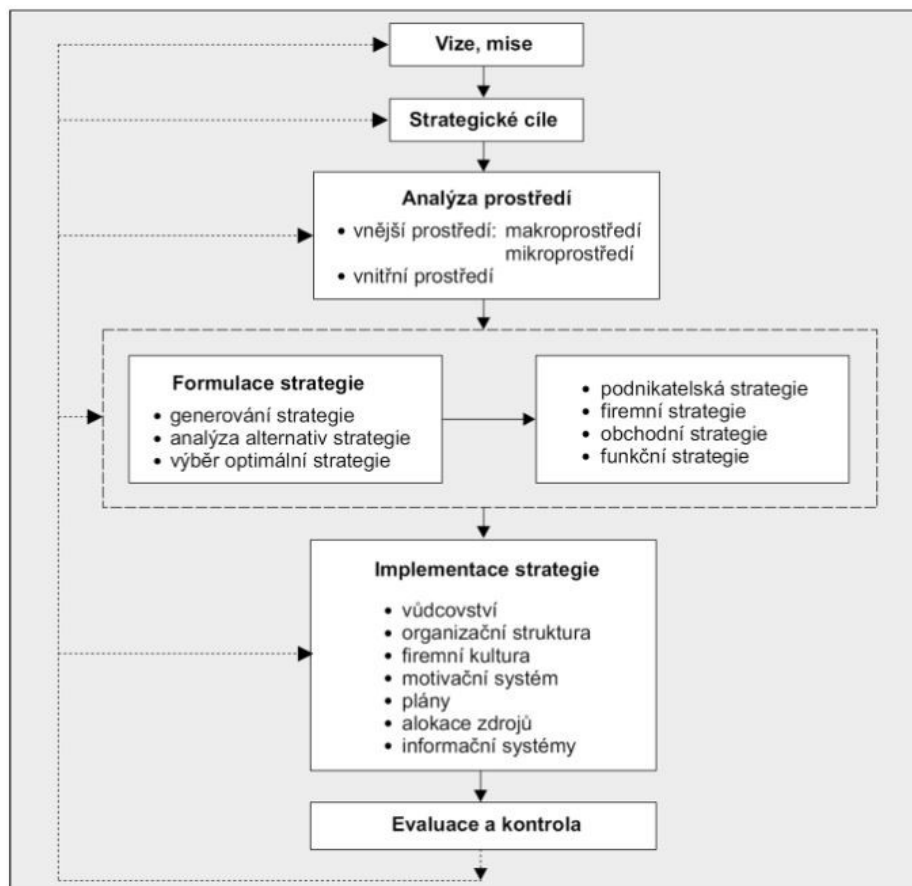 Vize, mise
Strategické cíle
Analýza prostředí
• vnější prostředí: makroprostředí
mikroprostředí
• vnitřní prostředí
Formulace strategie
• generování strategie
• analýza alternativ strategie
• výběr optimální strategie
• podnikatelská strategie
• firemní strategie
• obchodní strategie
• funkční strategie
Implementace strategie
• vůdcovství
• organizační struktura
• firemní kultura
• motivační systém
• plány
• alokace zdrojů
• informační systémy
Evaluace a kontrola